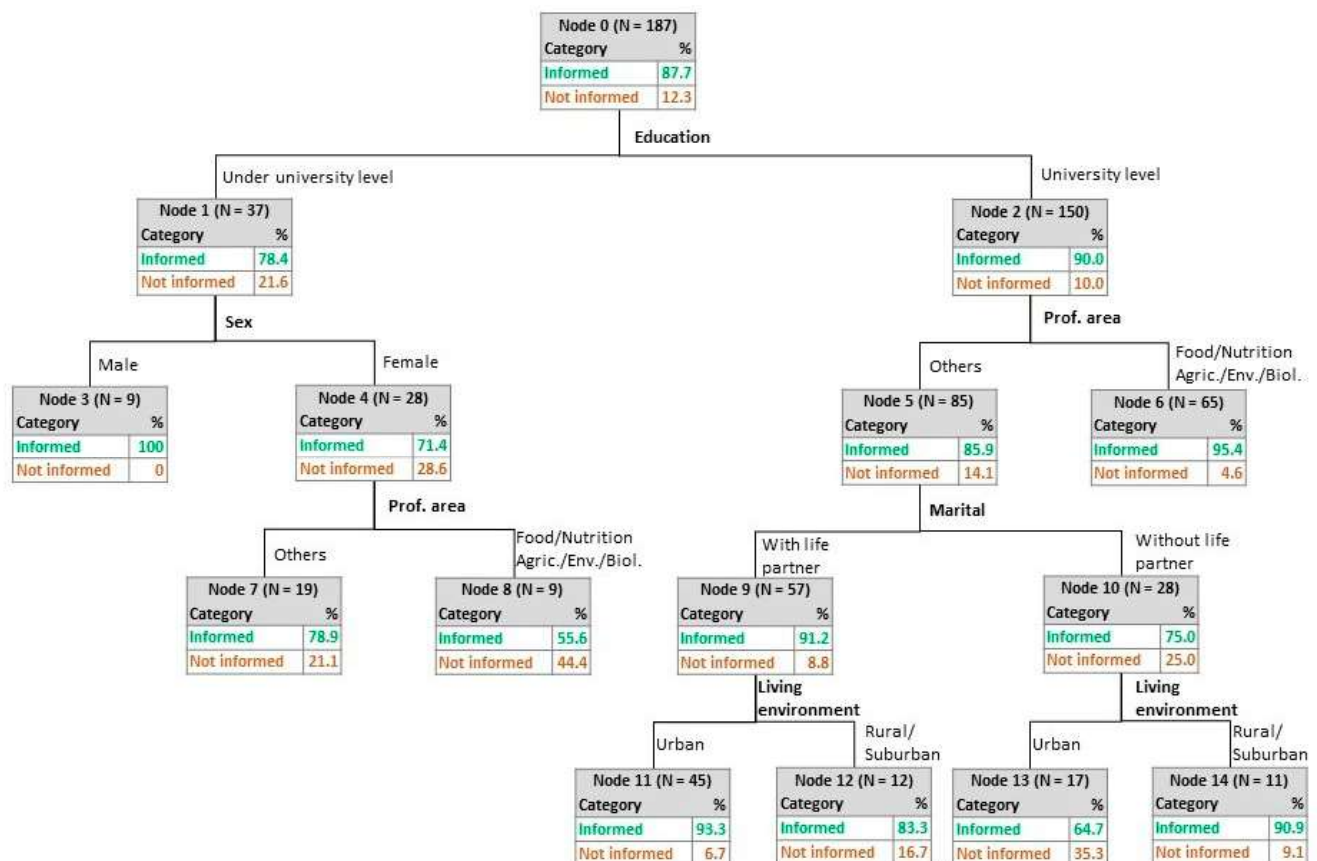 Node 0 (N = 187)
Category %
Informed 87.7
Not informed 12.3
Education
Under university level
University level
Node 1 (N = 37)
Category %
Informed 78.4
Not informed 21.6
Node 2 (N = 150)
Category %
Informed 90.0
Not informed 10.0
Sex
Prof. area
Male
Female
Others
Food/Nutrition
Agric./Env./Biol.
Node 3 (N = 9)
Category %
Informed 100
Not informed 0
Node 4 (N = 28)
Category %
Informed 71.4
Not informed 28.6
Node 5 (N = 85)
Category %
Informed 85.9
Not informed 14.1
Node 6 (N = 65)
Category %
Informed 95.4
Not informed 4.6
Prof. area
Marital
Others
Food/Nutrition
Agric./Env./Biol.
With life
partner
Without life
partner
Node 7 (N = 19)
Category %
Informed 78.9
Not informed 21.1
Node 8 (N = 9)
Category %
Informed 55.6
Not informed 44.4
Node 9 (N = 57)
Category %
Informed 91.2
Not informed 8.8
Node 10 (N = 28)
Category %
Informed 75.0
Not informed 25.0
Living
environment
Living
environment
Urban
Rural/
Suburban
Urban
Rural/
Suburban
Node 11 (N = 45)
Category %
Informed 93.3
Not informed 6.7
Node 12 (N = 12)
Category %
Informed 83.3
Not informed 16.7
Node 13 (N = 17)
Category %
Informed 64.7
Not informed 35.3
Node 14 (N = 11)
Category %
Informed 90.9
Not informed 9.1